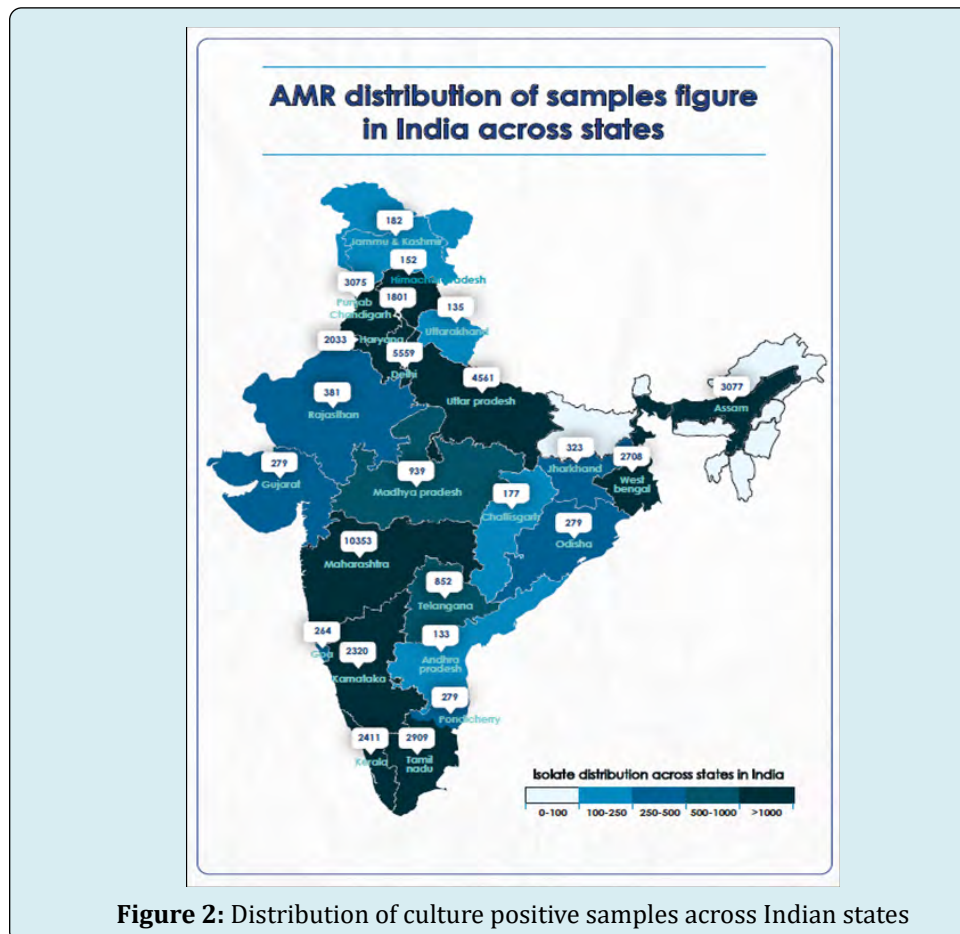 AMR distribution of samples figure
in India across states
182
Jammu & Kashmir
152
Himachal pradesh
3075
Punjab
1801
Chandigarh
135
Uttarakhand
2033
Haryana
5559
Delhi
4561
Uttar pradesh
3077
Assam
381
Rajasthan
279
Gujarat
939
Madhya pradesh
323
Jharkhand
2708
West
bengal
177
Chattisgarh
279
Odisha
10353
Maharashtra
852
Telangana
264
Goa
2320
Karnataka
133
Andhra
pradesh
279
Pondicherry
2411
Kerala
2909
Tamil
nadu
Isolate distribution across states in India
0-100 100-250 250-500 500-1000 >1000
Figure 2: Distribution of culture positive samples across Indian states